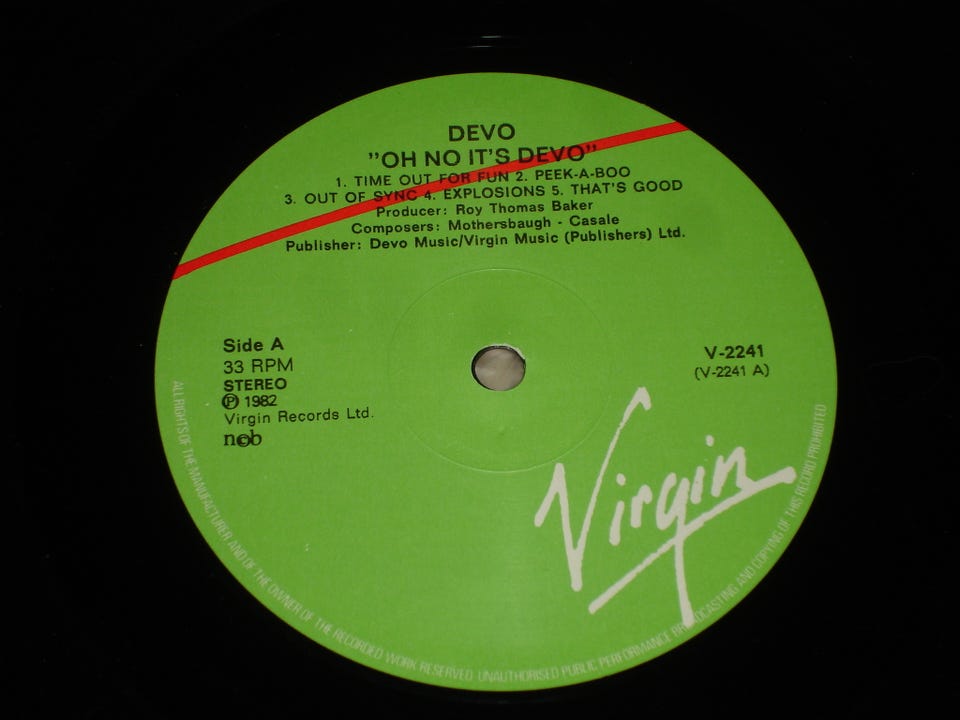 DEVO
"OH NO IT'S DEVO"
1. TIME OUT FOR FUN 2. PEEK-A-BOO
3. OUT OF SYNC 4. EXPLOSIONS 5. THAT'S GOOD
Producer: Roy Thomas Baker
Composers: Mothersbaugh - Casale
Publisher: Devo Music/Virgin Music (Publishers) Ltd.
Side A
33 RPM
STEREO
Ⓟ 1982
Virgin Records Ltd.
ncb
V-2241
(V-2241 A)
Virgin
ALL RIGHTS OF THE MANUFACTURER AND OF THE OWNER OF THE RECORDED WORK RESERVED UNAUTHORISED PUBLIC PERFORMANCE BROADCASTING AND COPYING OF THIS RECORD PROHIBITED